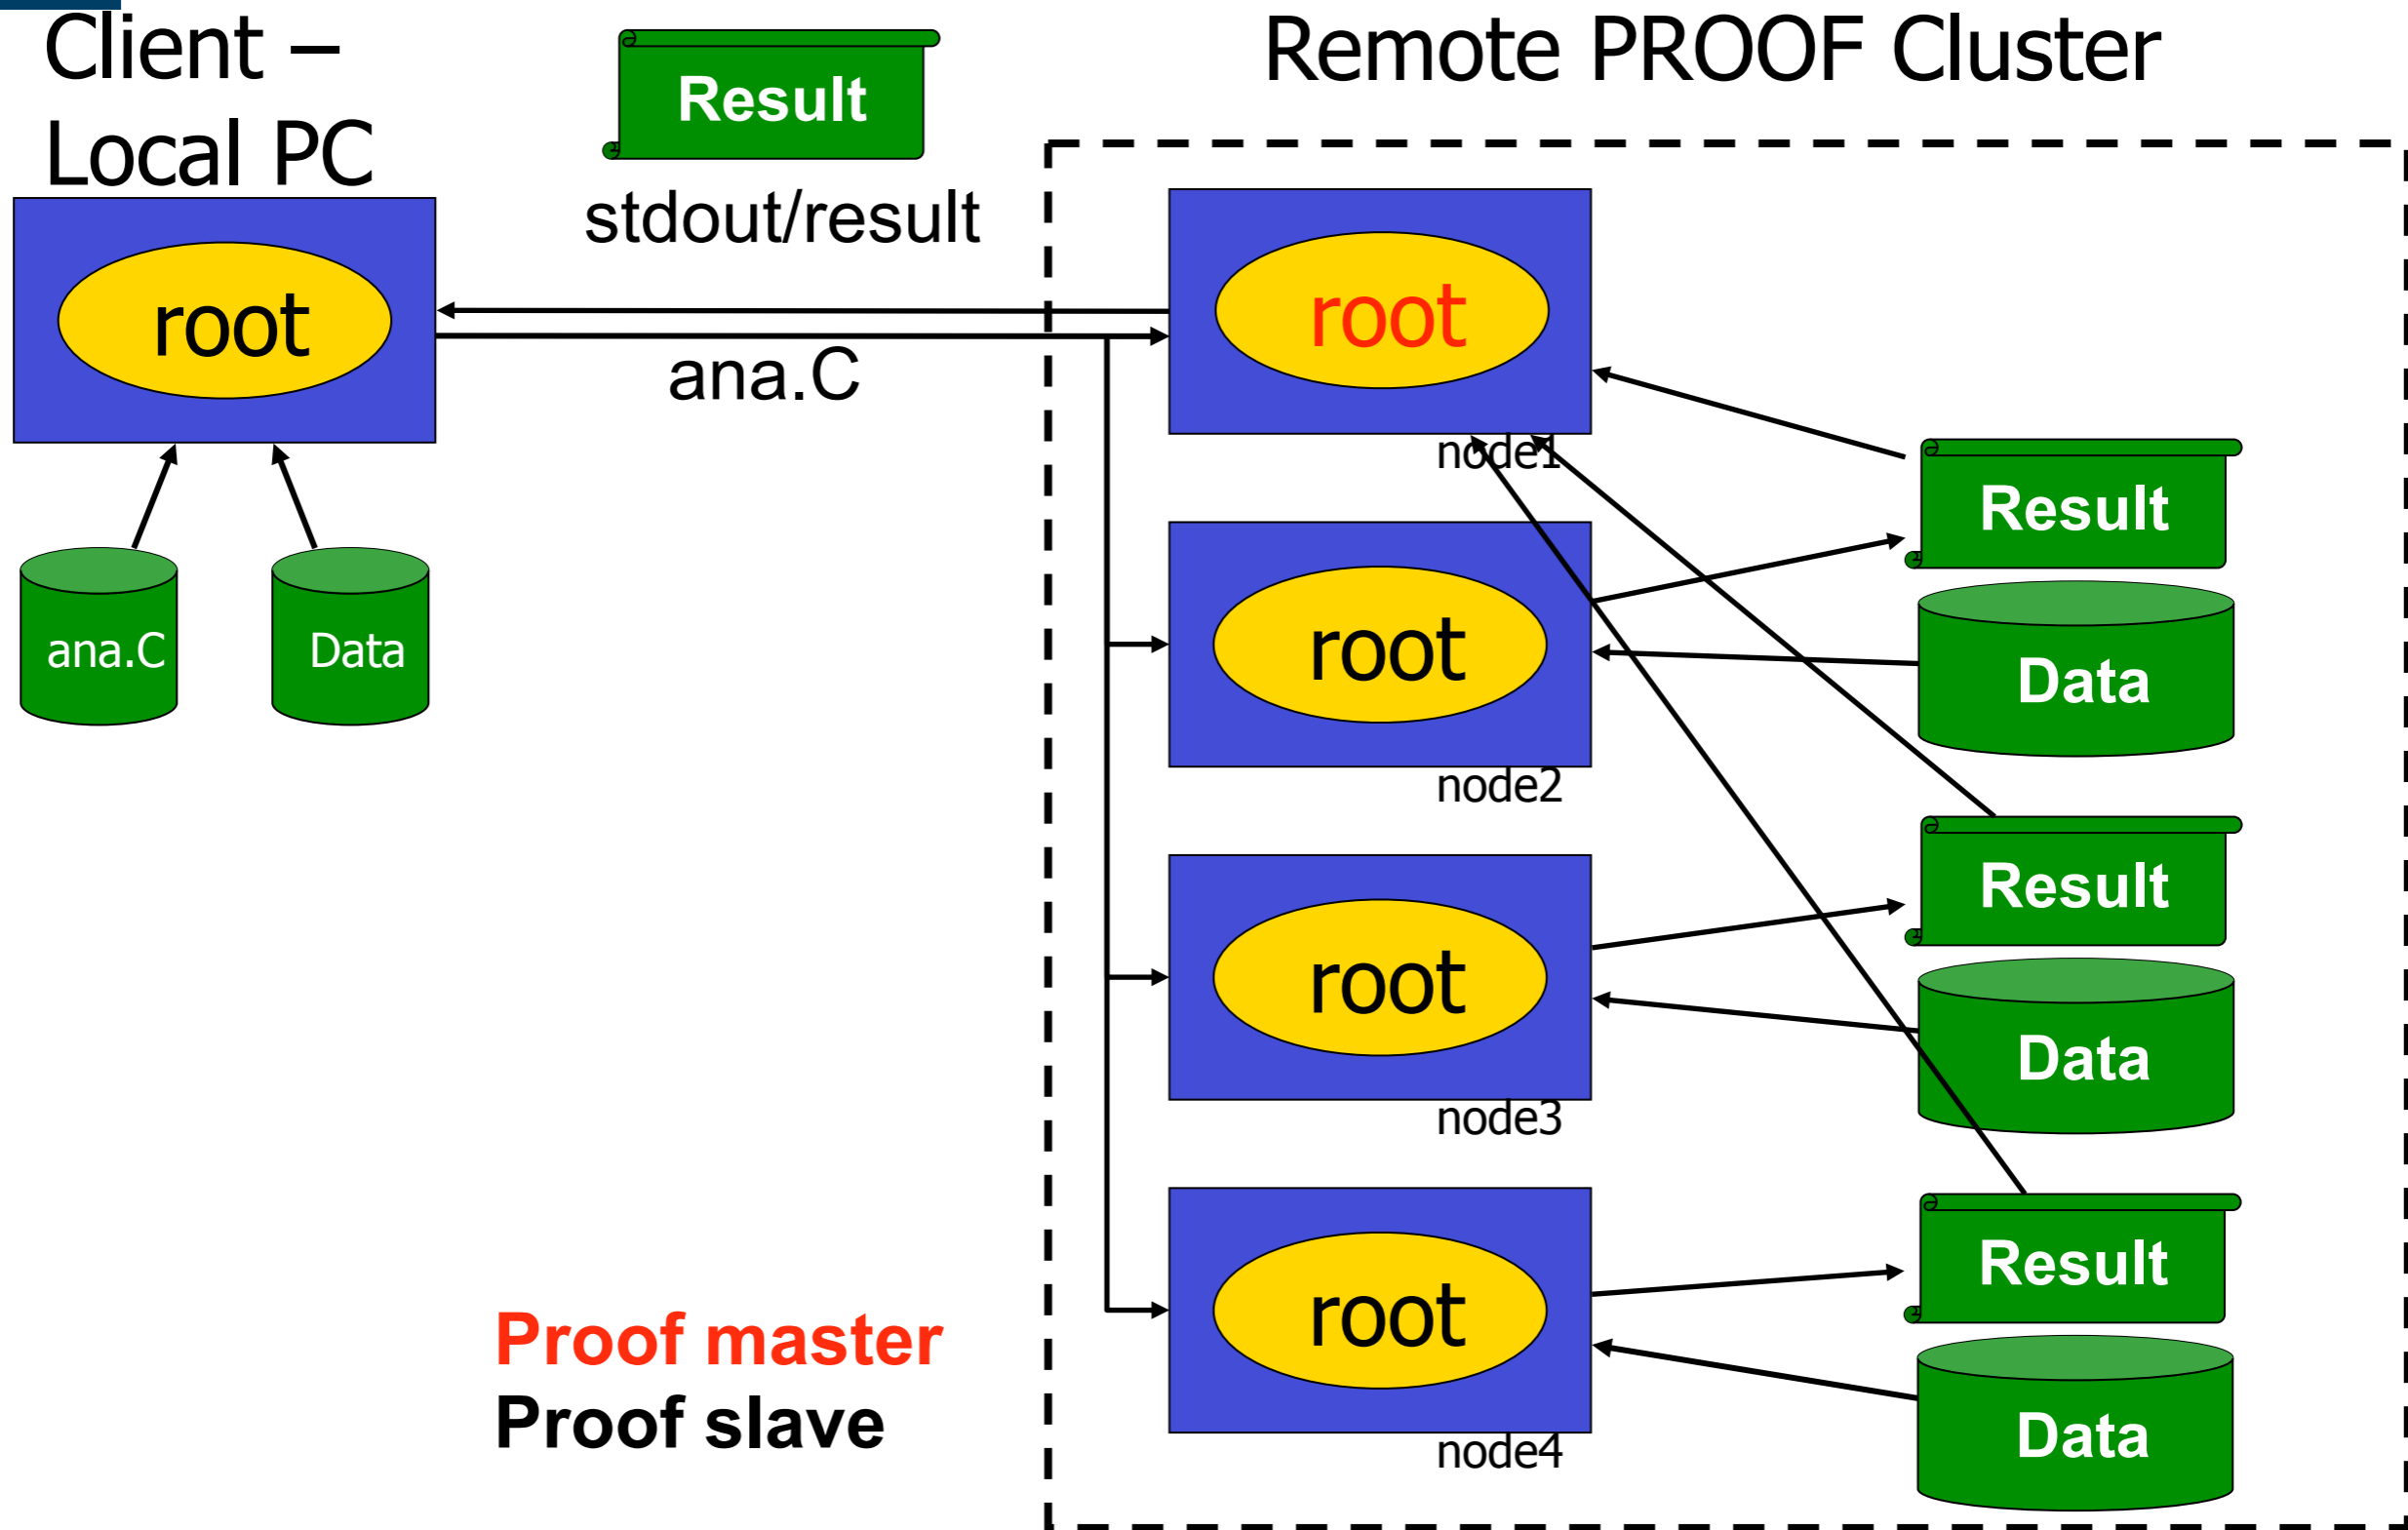 Client –
Local PC
Result
stdout/result
Remote PROOF Cluster
root
ana.C
ana.C
Data
root
node1
Result
root
Data
node2
Result
root
Data
node3
Result
root
Data
node4
Proof master
Proof slave